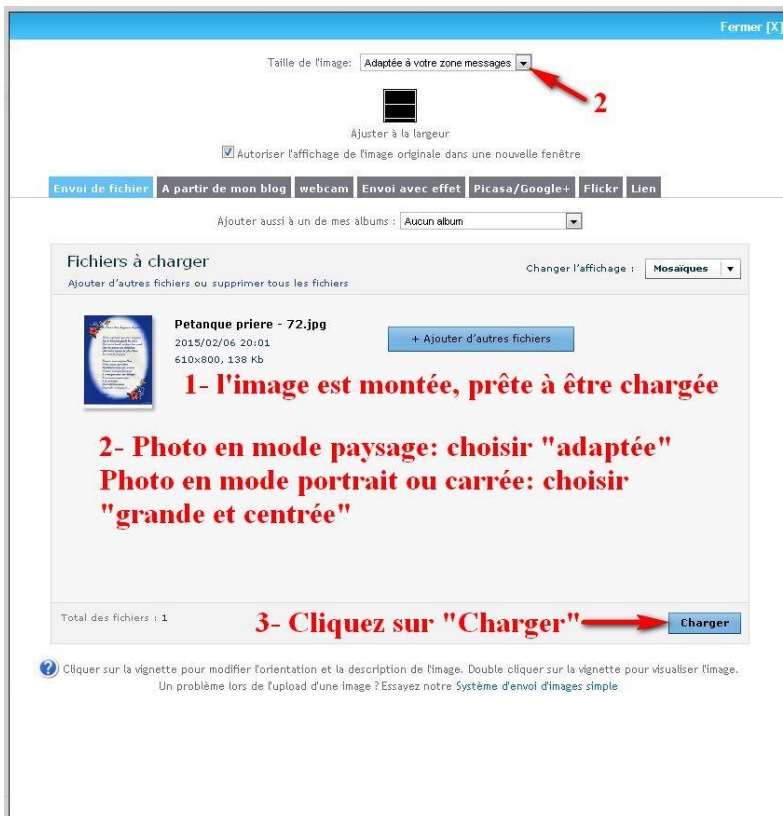 Fermer [X]
Taille de l'image: Adaptée à votre zone messages
2
Ajuster à la largeur
Autoriser l'affichage de l'image originale dans une nouvelle fenêtre
Envoi de fichier A partir de mon blog webcam Envoi avec effet Picasa/Google+ Flickr Lien
Ajouter aussi à un de mes albums : Aucun album
Fichiers à charger
Changer l'affichage : Mosaïques
Ajouter d'autres fichiers ou supprimer tous les fichiers
Petanque priere - 72.jpg
2015/02/06 20:01
610x800, 138 Kb
+ Ajouter d'autres fichiers
1- l'image est montée, prête à être chargée
2- Photo en mode paysage: choisir "adaptée"
Photo en mode portrait ou carrée: choisir
"grande et centrée"
Total des fichiers : 1
3- Cliquez sur "Charger"
Charger
Cliquer sur la vignette pour modifier l'orientation et la description de l'image. Double cliquer sur la vignette pour visualiser l'image.
Un problème lors de l'upload d'une image ? Essayez notre Système d'envoi d'images simple